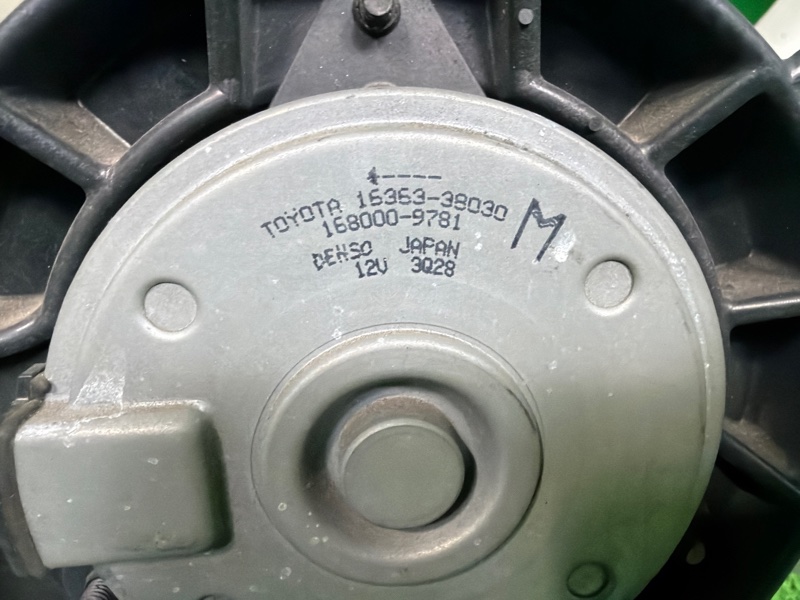 TOYOTA 16363-38030
168000-9781
M
DENSO JAPAN
12V 3Q28